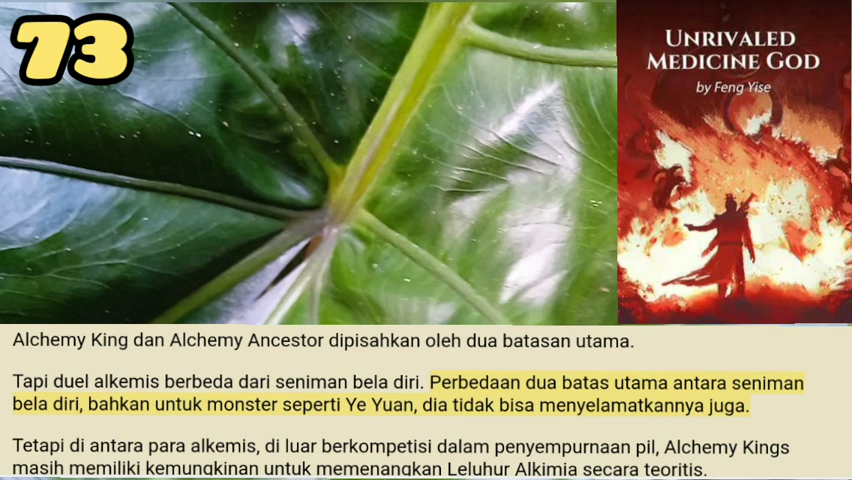 73
UNRIVALED
MEDICINE GOD
by Feng Yise
Alchemy King dan Alchemy Ancestor dipisahkan oleh dua batasan utama.
Tapi duel alkemis berbeda dari seniman bela diri. Perbedaan dua batas utama antara seniman
bela diri, bahkan untuk monster seperti Ye Yuan, dia tidak bisa menyelamatkannya juga.
Tetapi di antara para alkemis, di luar berkompetisi dalam penyempurnaan pil, Alchemy Kings
masih memiliki kemungkinan untuk memenangkan Leluhur Alkimia secara teoritis.